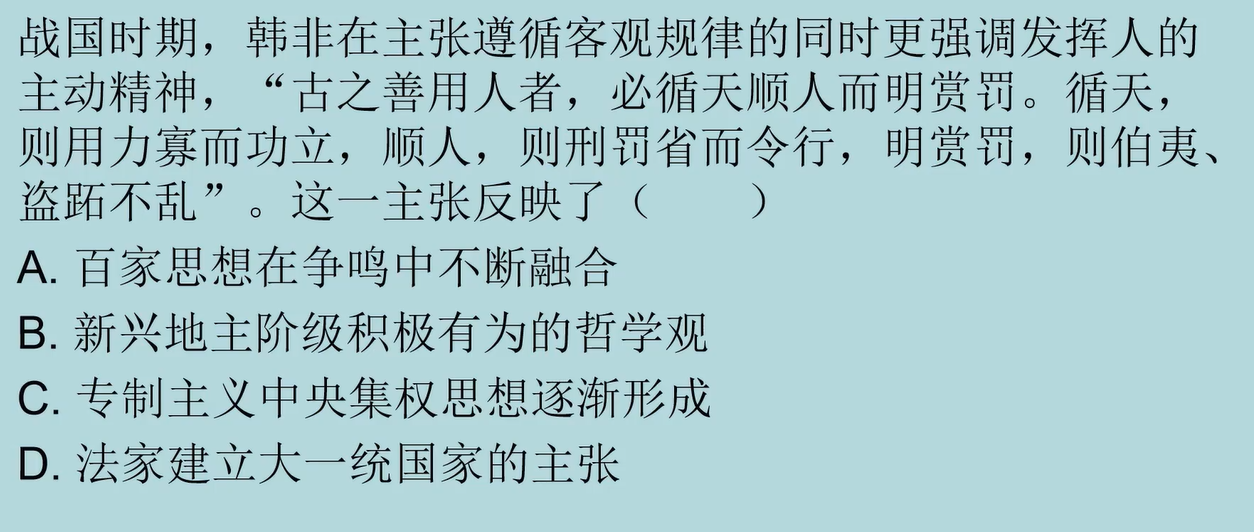 战国时期，韩非在主张遵循客观规律的同时更强调发挥人的
主动精神，“古之善用人者，必循天顺人而明赏罚。循天，
则用力寡而功立，顺人，则刑罚省而令行，明赏罚，则伯夷、
盗跖不乱”。这一主张反映了（　　）
A. 百家思想在争鸣中不断融合
B. 新兴地主阶级积极有为的哲学观
C. 专制主义中央集权思想逐渐形成
D. 法家建立大一统国家的主张